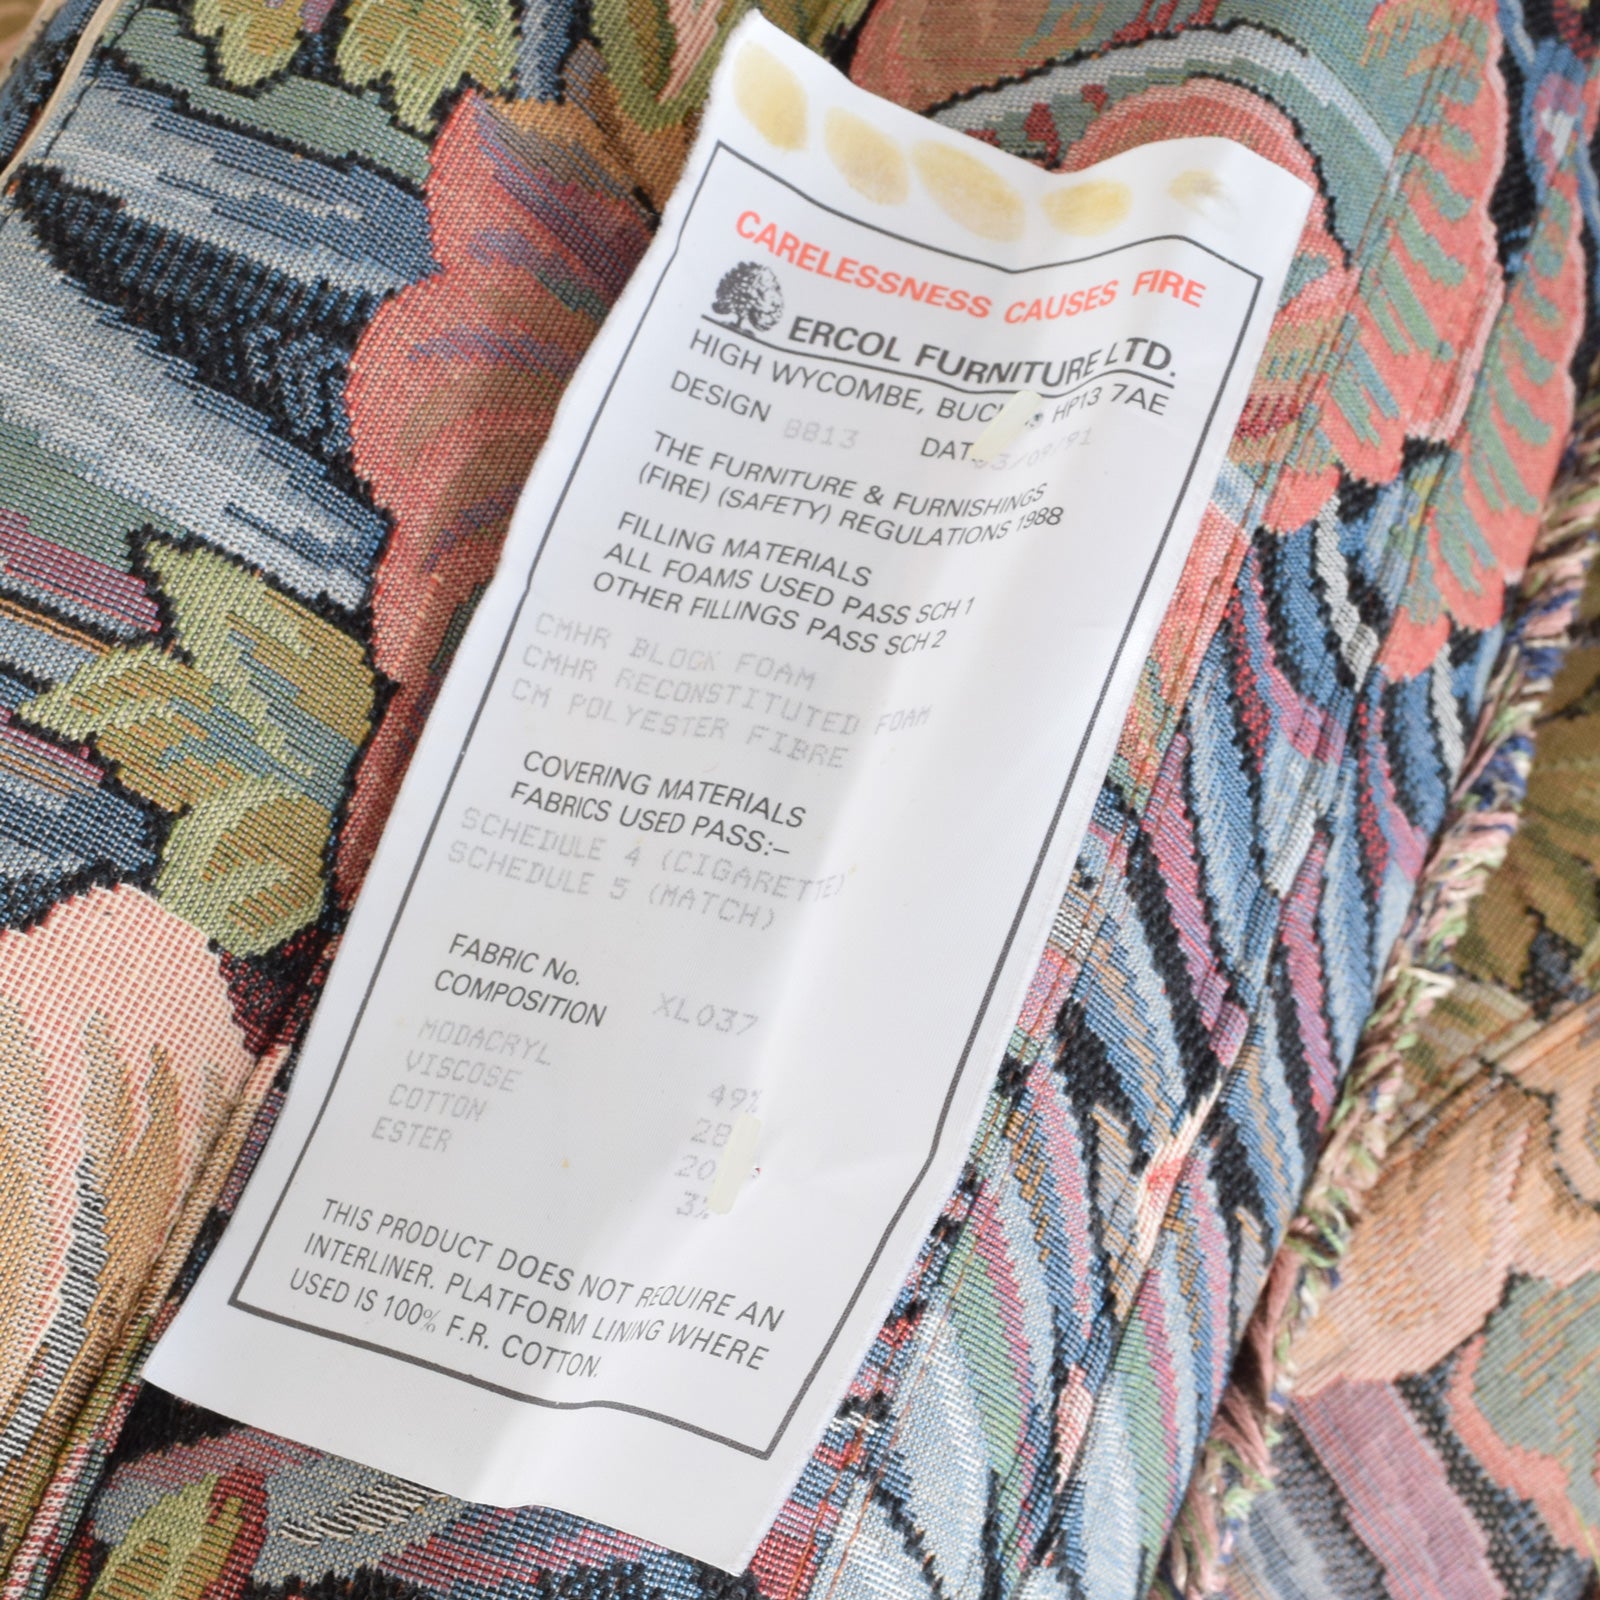 CARELESSNESS CAUSES FIRE
ERCOL FURNITURE LTD.
HIGH WYCOMBE, HP13 7AE
DESIGN 8813
THE FURNITURE & FURNISHINGS
(FIRE) (SAFETY) REGULATIONS 1988
FILLING MATERIALS
ALL FOAMS USED PASS SCH 1
OTHER FILLINGS PASS SCH 2
CMHR BLOCK FOAM
CMHR RECONSTITUTED FOAM
CM POLYESTER FIBRE
COVERING MATERIALS
FABRICS USED PASS:–
SCHEDULE 4 (CIGARETTE)
SCHEDULE 5 (MATCH)
FABRIC No. XL037
COMPOSITION
MODACRYL 49%
VISCOSE 28
COTTON 20
ESTER 3%
THIS PRODUCT DOES NOT REQUIRE AN
INTERLINER. PLATFORM LINING WHERE
USED IS 100% F.R. COTTON.